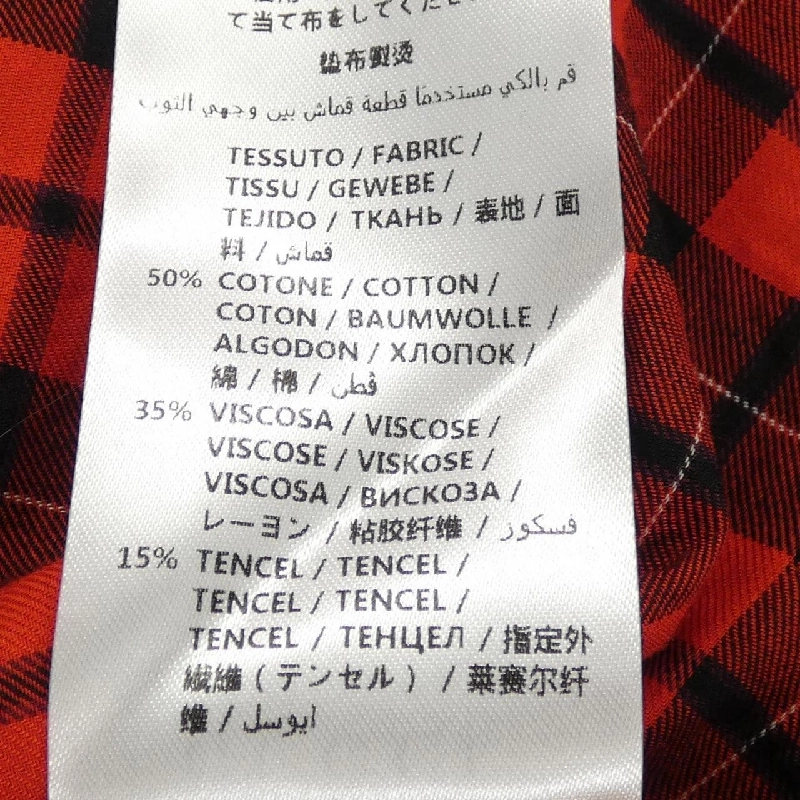 て当て布をしてくださ
墊布熨燙
قم بالكي مستخدمًا قطعة قماش بين وجهي الثوب
TESSUTO / FABRIC /
TISSU / GEWEBE /
TEJIDO / ТКАНЬ / 表地 / 面
料 / قماش
50% COTONE / COTTON /
COTON / BAUMWOLLE /
ALGODON / ХЛОПОК /
綿 / 棉 / قطن
35% VISCOSA / VISCOSE /
VISCOSE / VISKOSE /
VISCOSA / ВИСКОЗА /
レーヨン / 粘胶纤维 / فسكوز
15% TENCEL / TENCEL /
TENCEL / TENCEL /
TENCEL / ТЕНЦЕЛ / 指定外
繊維 ( テンセル ) / 莱赛尔纤
维 / ايوسل